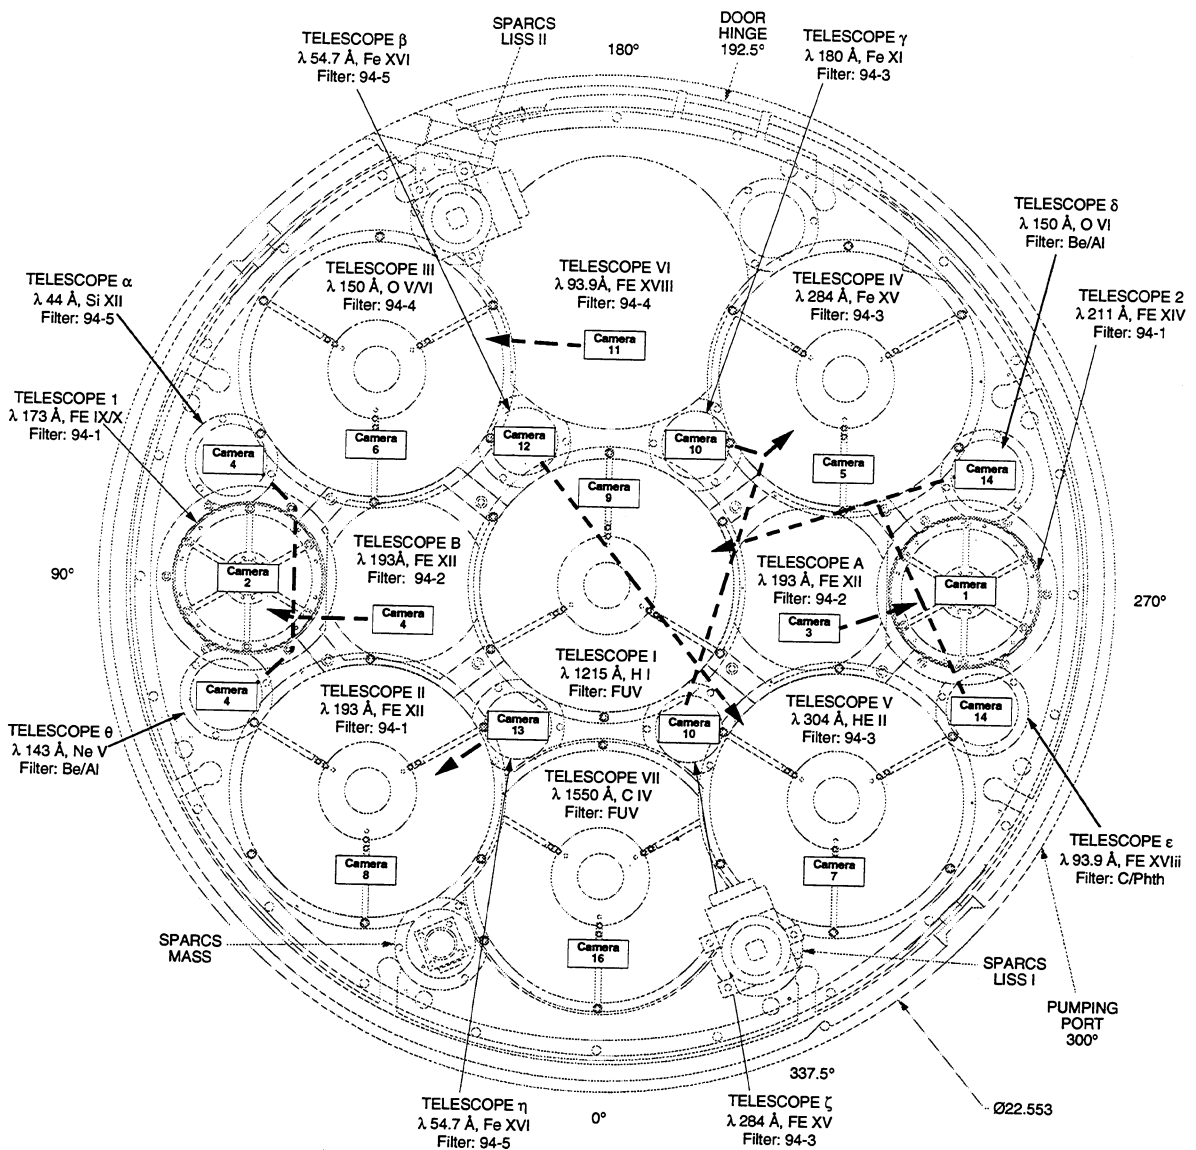 SPARCS
LISS II
DOOR
HINGE
192.5°
180°
TELESCOPE β
λ 54.7 Å, Fe XVI
Filter: 94-5
TELESCOPE γ
λ 180 Å, Fe XI
Filter: 94-3
TELESCOPE δ
λ 150 Å, O VI
Filter: Be/Al
TELESCOPE α
λ 44 Å, Si XII
Filter: 94-5
TELESCOPE III
λ 150 Å, O V/VI
Filter: 94-4
TELESCOPE VI
λ 93.9Å, FE XVIII
Filter: 94-4
TELESCOPE IV
λ 284 Å, Fe XV
Filter: 94-3
TELESCOPE 2
λ 211 Å, FE XIV
Filter: 94-1
Camera
11
TELESCOPE 1
λ 173 Å, FE IX/X
Filter: 94-1
Camera
4
Camera
6
Camera
12
Camera
10
Camera
5
Camera
14
Camera
9
90°
Camera
2
TELESCOPE B
λ 193Å, FE XII
Filter: 94-2
Camera
4
TELESCOPE A
λ 193 Å, FE XII
Filter: 94-2
Camera
3
Camera
1
270°
TELESCOPE I
λ 1215 Å, H I
Filter: FUV
Camera
4
TELESCOPE II
λ 193 Å, FE XII
Filter: 94-1
Camera
13
Camera
10
TELESCOPE V
λ 304 Å, HE II
Filter: 94-3
Camera
14
TELESCOPE θ
λ 143 Å, Ne V
Filter: Be/Al
TELESCOPE VII
λ 1550 Å, C IV
Filter: FUV
Camera
8
Camera
7
TELESCOPE ε
λ 93.9 Å, FE XVIii
Filter: C/Phth
SPARCS
MASS
Camera
16
SPARCS
LISS I
PUMPING
PORT
300°
337.5°
TELESCOPE η
λ 54.7 Å, Fe XVI
Filter: 94-5
0°
TELESCOPE ζ
λ 284 Å, FE XV
Filter: 94-3
Ø22.553